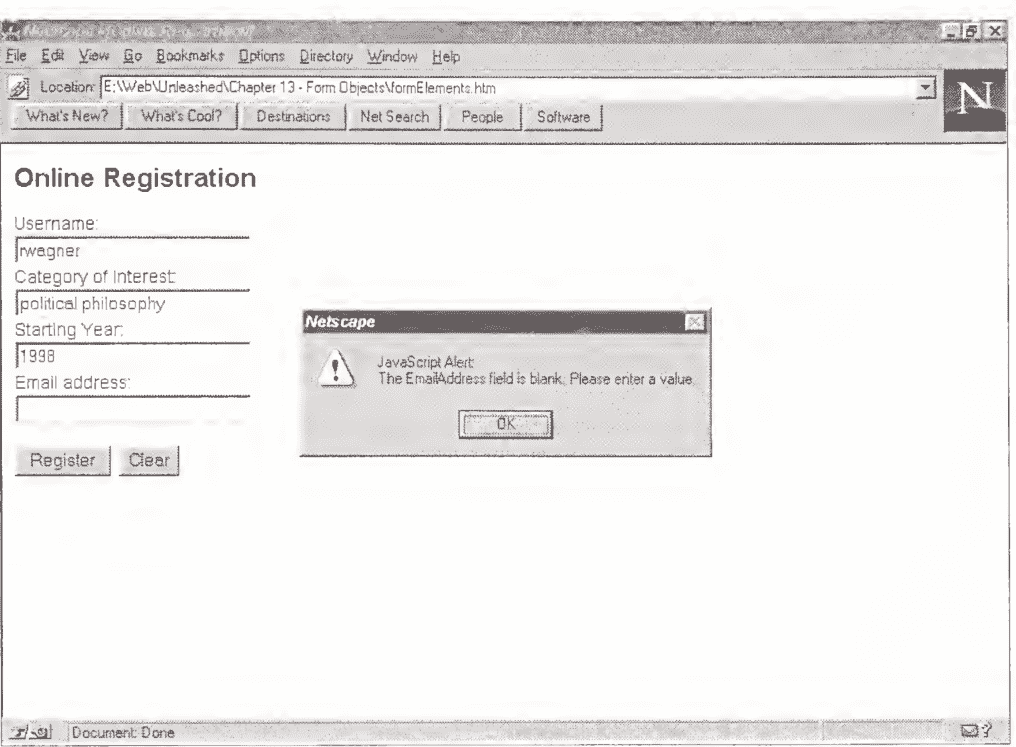 File Edit View Go Bookmarks Options Directory Window Help
Location: E:\Web\Unleashed\Chapter 13 - Form Objects\formElements.htm
N
What's New? What's Cool? Destinations Net Search People Software
Online Registration
Username:
rwagner
Category of Interest:
political philosophy
Starting Year:
1998
Email address:
Register Clear
Netscape
JavaScript Alert:
The EmailAddress field is blank. Please enter a value.
OK
Document: Done